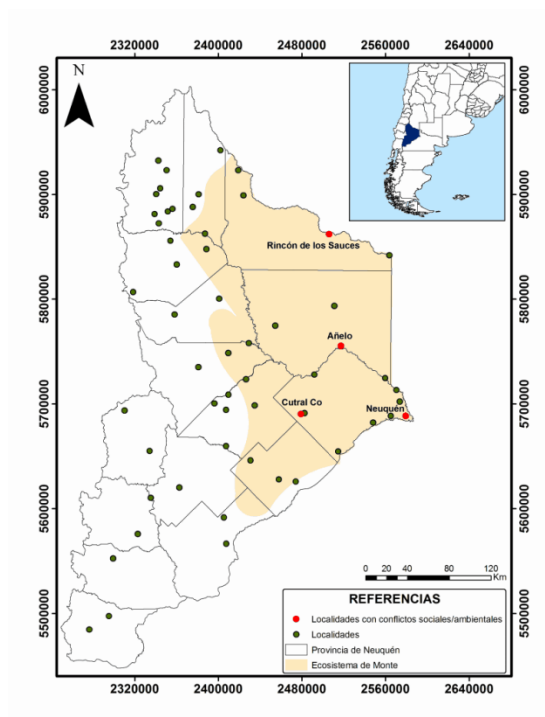 2320000 2400000 2480000 2560000 2640000
N
6000000 6000000
5900000 5900000
Rincón de los Sauces
5800000 5800000
Añelo
5700000 5700000
Cutral Co Neuquén
5600000 5600000
0 20 40 80 120
Km
5500000 5500000
REFERENCIAS
Localidades con conflictos sociales/ambientales
Localidades
Provincia de Neuquén
Ecosistema de Monte
2320000 2400000 2480000 2560000 2640000